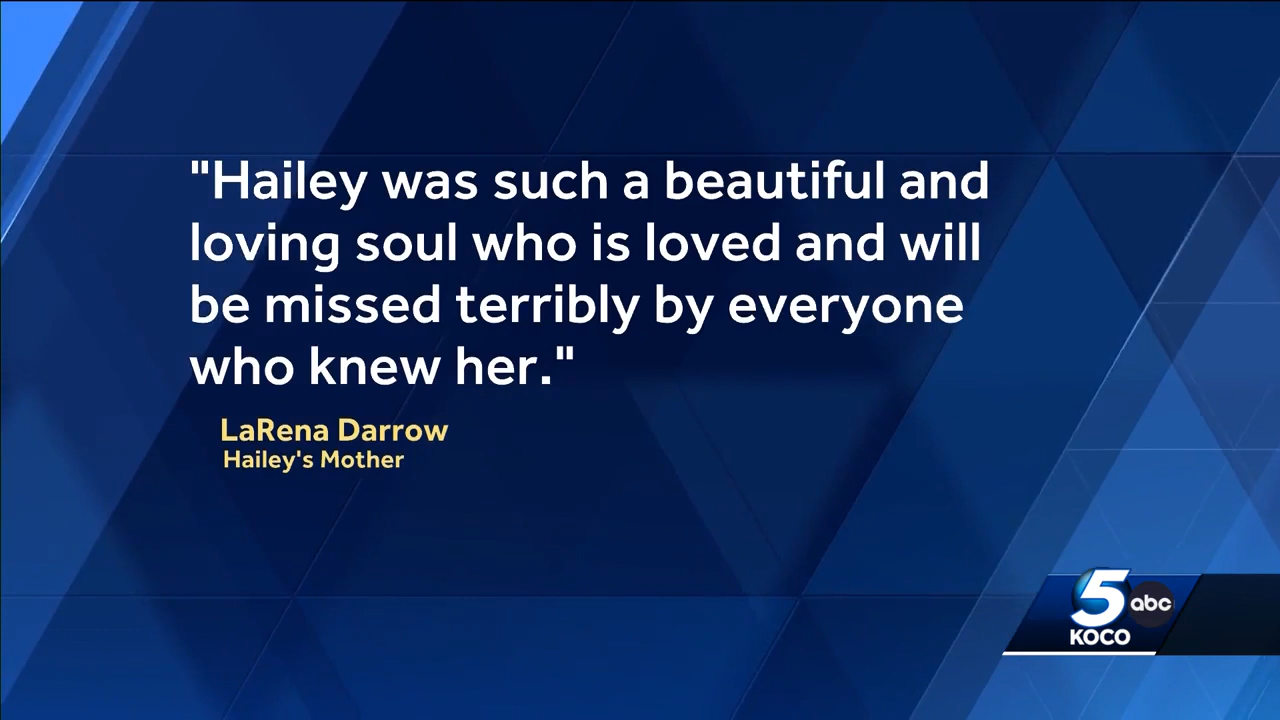 "Hailey was such a beautiful and
loving soul who is loved and will
be missed terribly by everyone
who knew her."
LaRena Darrow
Hailey's Mother
5 abc
KOCO